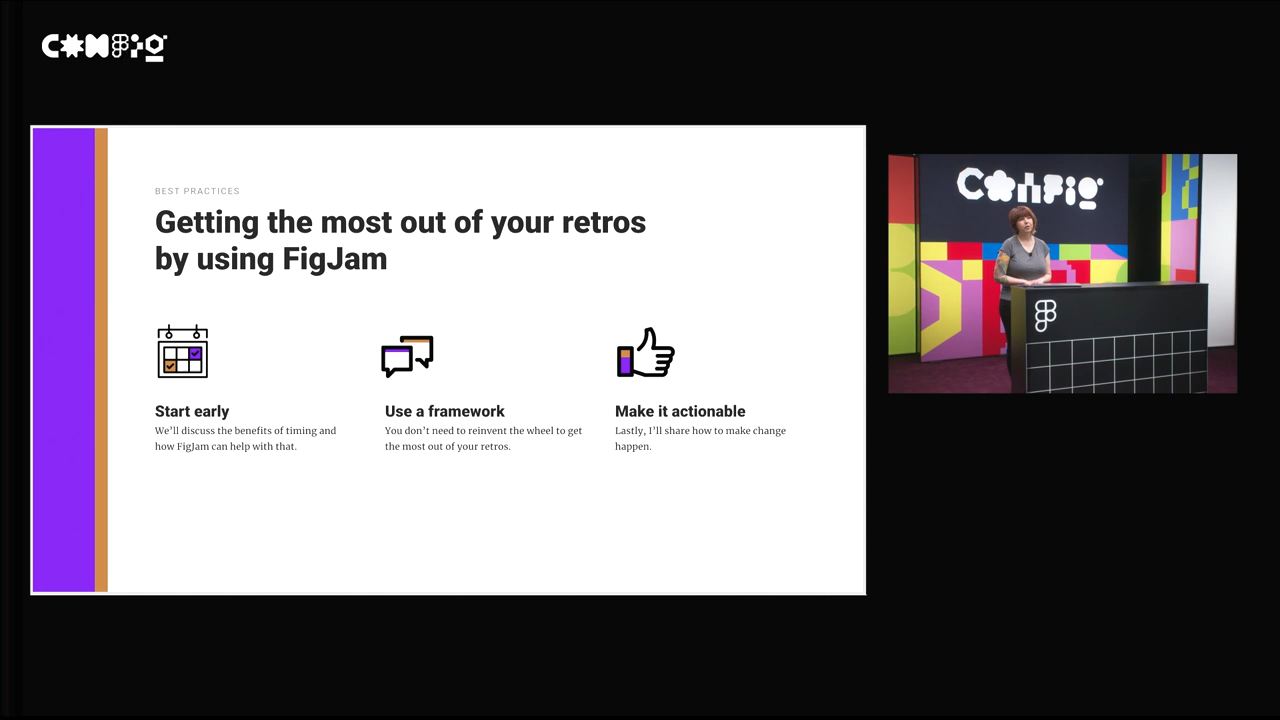 Config
BEST PRACTICES
Getting the most out of your retros
by using FigJam
Start early
We’ll discuss the benefits of timing and
how FigJam can help with that.
Use a framework
You don’t need to reinvent the wheel to get
the most out of your retros.
Make it actionable
Lastly, I’ll share how to make change
happen.
Config